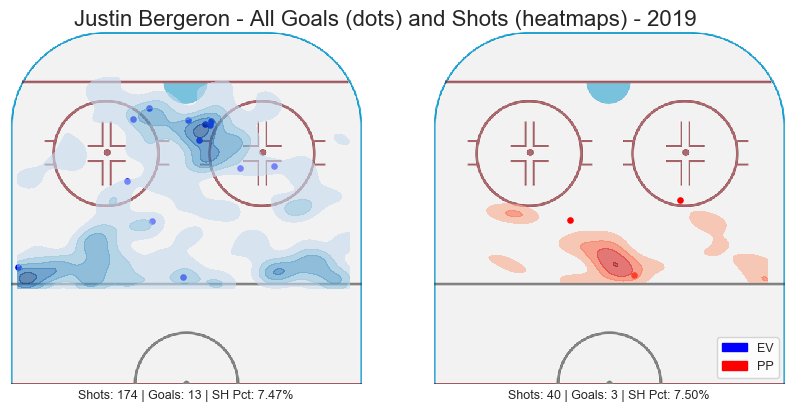 Justin Bergeron - All Goals (dots) and Shots (heatmaps) - 2019
EV
PP
Shots: 174 | Goals: 13 | SH Pct: 7.47%
Shots: 40 | Goals: 3 | SH Pct: 7.50%